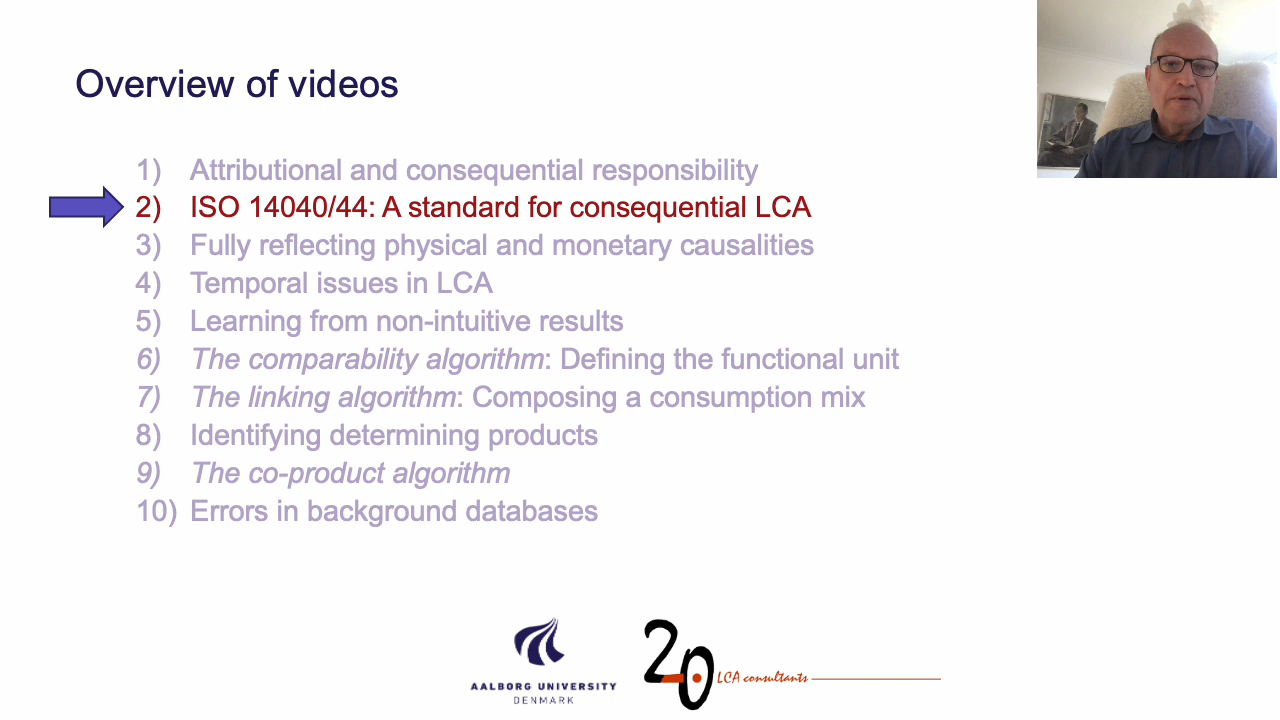 Overview of videos
1) Attributional and consequential responsibility
2) ISO 14040/44: A standard for consequential LCA
3) Fully reflecting physical and monetary causalities
4) Temporal issues in LCA
5) Learning from non-intuitive results
6) The comparability algorithm: Defining the functional unit
7) The linking algorithm: Composing a consumption mix
8) Identifying determining products
9) The co-product algorithm
10) Errors in background databases
AALBORG UNIVERSITY
DENMARK
2.0 LCA consultants